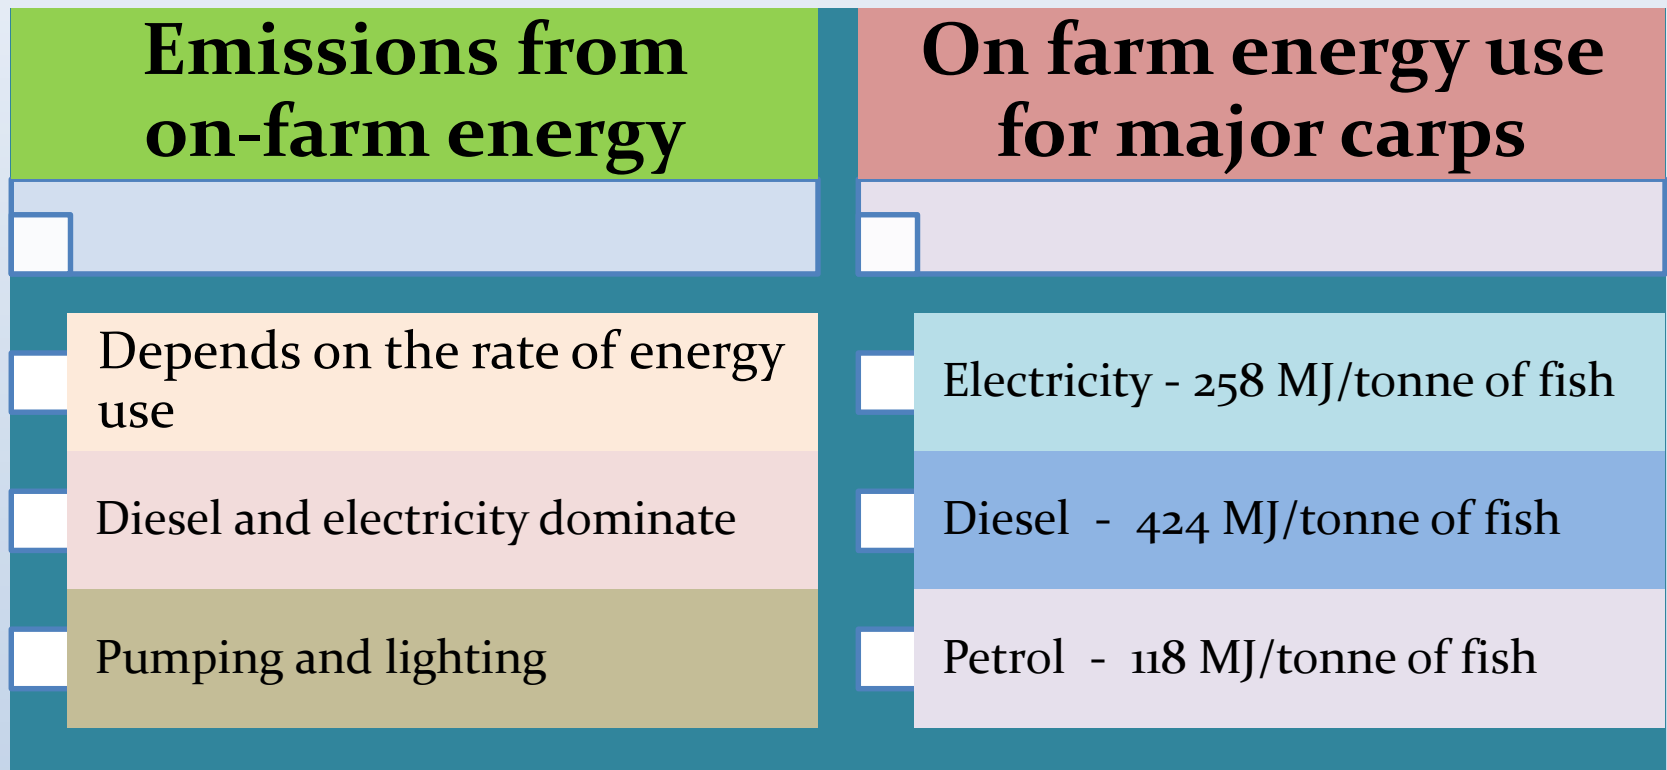 Emissions from
on-farm energy
Depends on the rate of energy
use
Diesel and electricity dominate
Pumping and lighting
On farm energy use
for major carps
Electricity - 258 MJ/tonne of fish
Diesel - 424 MJ/tonne of fish
Petrol - 118 MJ/tonne of fish